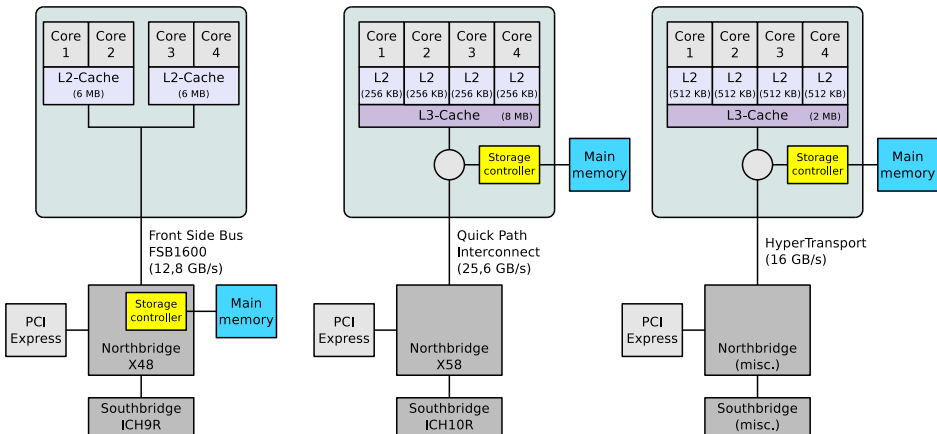 Core
1
Core
2
Core
3
Core
4
L2-Cache
(6 MB)
L2-Cache
(6 MB)
Front Side Bus
FSB1600
(12,8 GB/s)
Storage
controller
Main
memory
PCI
Express
Northbridge
X48
Southbridge
ICH9R
Core
1
Core
2
Core
3
Core
4
L2
(256 KB)
L2
(256 KB)
L2
(256 KB)
L2
(256 KB)
L3-Cache (8 MB)
Storage
controller
Main
memory
Quick Path
Interconnect
(25,6 GB/s)
PCI
Express
Northbridge
X58
Southbridge
ICH10R
Core
1
Core
2
Core
3
Core
4
L2
(512 KB)
L2
(512 KB)
L2
(512 KB)
L2
(512 KB)
L3-Cache (2 MB)
Storage
controller
Main
memory
HyperTransport
(16 GB/s)
PCI
Express
Northbridge
(misc.)
Southbridge
(misc.)